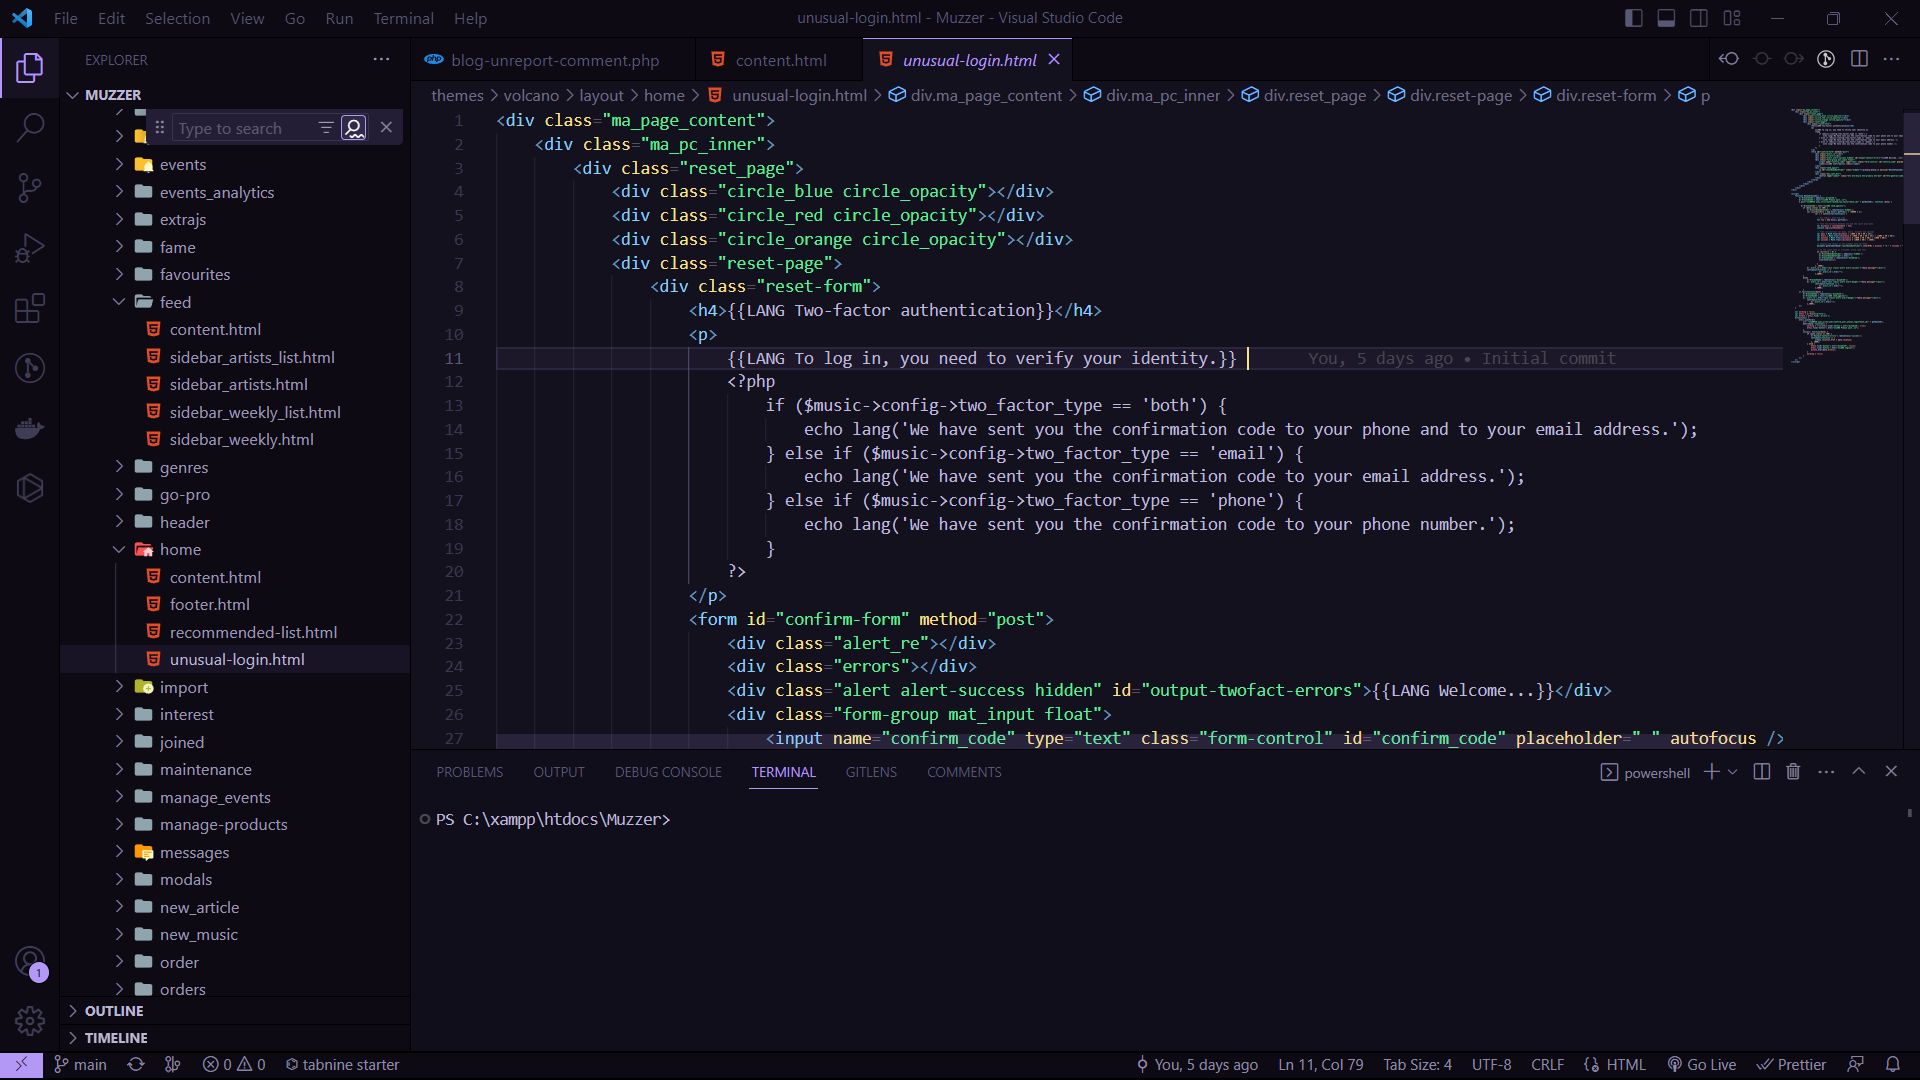 File Edit Selection View Go Run Terminal Help
unusual-login.html - Muzzer - Visual Studio Code
EXPLORER
MUZZER
Type to search
events
events_analytics
extrajs
fame
favourites
feed
content.html
sidebar_artists_list.html
sidebar_artists.html
sidebar_weekly_list.html
sidebar_weekly.html
genres
go-pro
header
home
content.html
footer.html
recommended-list.html
unusual-login.html
import
interest
joined
maintenance
manage_events
manage-products
messages
modals
new_article
new_music
order
orders
OUTLINE
TIMELINE
1
php blog-unreport-comment.php content.html unusual-login.html
themes > volcano > layout > home > unusual-login.html > div.ma_page_content > div.ma_pc_inner > div.reset_page > div.reset-page > div.reset-form > p
1 <div class="ma_page_content">
2 <div class="ma_pc_inner">
3 <div class="reset_page">
4 <div class="circle_blue circle_opacity"></div>
5 <div class="circle_red circle_opacity"></div>
6 <div class="circle_orange circle_opacity"></div>
7 <div class="reset-page">
8 <div class="reset-form">
9 <h4>{{LANG Two-factor authentication}}</h4>
10 <p>
11 {{LANG To log in, you need to verify your identity.}} You, 5 days ago • Initial commit
12 <?php
13 if ($music->config->two_factor_type == 'both') {
14 echo lang('We have sent you the confirmation code to your phone and to your email address.');
15 } else if ($music->config->two_factor_type == 'email') {
16 echo lang('We have sent you the confirmation code to your email address.');
17 } else if ($music->config->two_factor_type == 'phone') {
18 echo lang('We have sent you the confirmation code to your phone number.');
19 }
20 ?>
21 </p>
22 <form id="confirm-form" method="post">
23 <div class="alert_re"></div>
24 <div class="errors"></div>
25 <div class="alert alert-success hidden" id="output-twofact-errors">{{LANG Welcome...}}</div>
26 <div class="form-group mat_input float">
27 <input name="confirm_code" type="text" class="form-control" id="confirm_code" placeholder=" " autofocus />
PROBLEMS OUTPUT DEBUG CONSOLE TERMINAL GITLENS COMMENTS
powershell
PS C:\xampp\htdocs\Muzzer>
main 0 0 tabnine starter
You, 5 days ago Ln 11, Col 79 Tab Size: 4 UTF-8 CRLF HTML Go Live Prettier